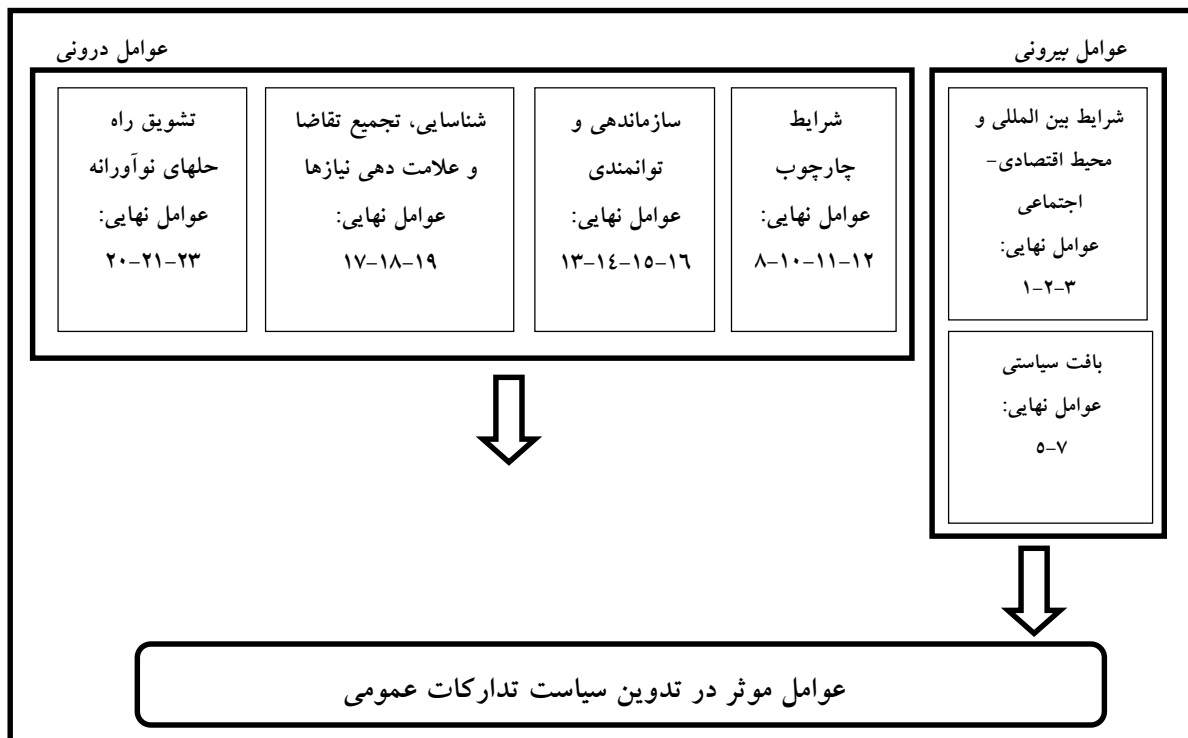 عوامل بیرونی
شرایط بین المللی و
محیط اقتصادی-
اجتماعی
عوامل نهایی:
۱-۲-۳
بافت سیاستی
عوامل نهایی:
۵-۷
عوامل درونی
شرایط
چارچوب
عوامل نهایی:
۸-۱۰-۱۱-۱۲
سازماندهی و
توانمندی
عوامل نهایی:
۱۳-۱۴-۱۵-۱۶
شناسایی، تجمیع تقاضا
و علامت دهی نیازها
عوامل نهایی:
۱۷-۱۸-۱۹
تشویق راه
حلهای نوآورانه
عوامل نهایی:
۲۰-۲۱-۲۳
عوامل موثر در تدوین سیاست تدارکات عمومی